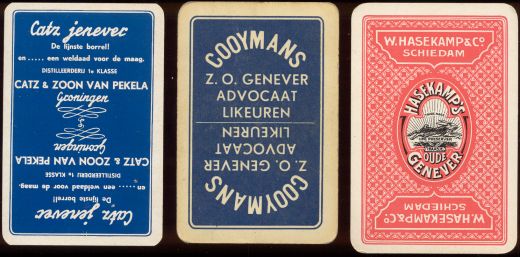 Catz jenever
De fijnste borrel!
en ..... een weldaad voor de maag.
DISTILLEERDERIJ 1e KLASSE
CATZ & ZOON VAN PEKELA
Groningen
Groningen
CATZ & ZOON VAN PEKELA
DISTILLEERDERIJ 1e KLASSE
en ..... een weldaad voor de maag.
De fijnste borrel!
Catz jenever
COOYMANS
Z. O. GENEVER
ADVOCAAT
LIKEUREN
LIKEUREN
ADVOCAAT
Z. O. GENEVER
COOYMANS
W. HASEKAMP & Co
SCHIEDAM
HASEKAMP'S
OUDE
GENEVER
SCHIEDAM
W. HASEKAMP & Co